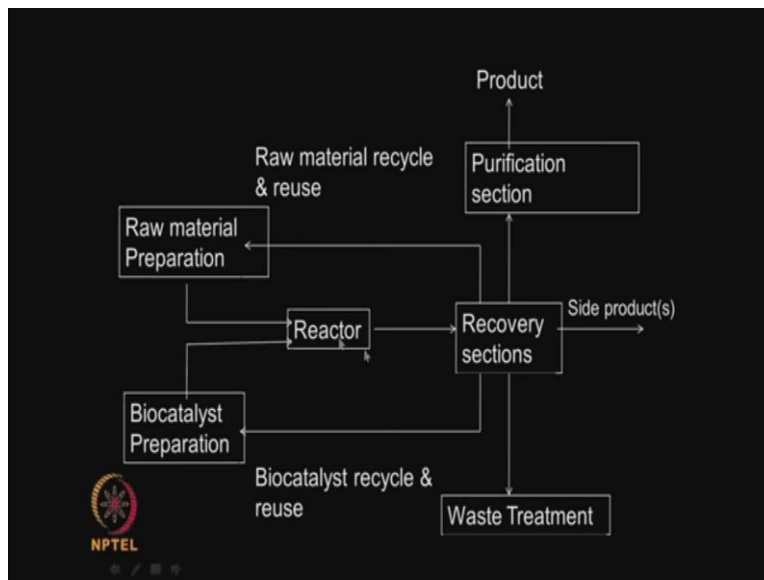 Product
Raw material recycle
& reuse
Purification
section
Raw material
Preparation
Side product(s)
Reactor
Recovery
sections
Biocatalyst
Preparation
Biocatalyst recycle &
reuse
Waste Treatment
NPTEL